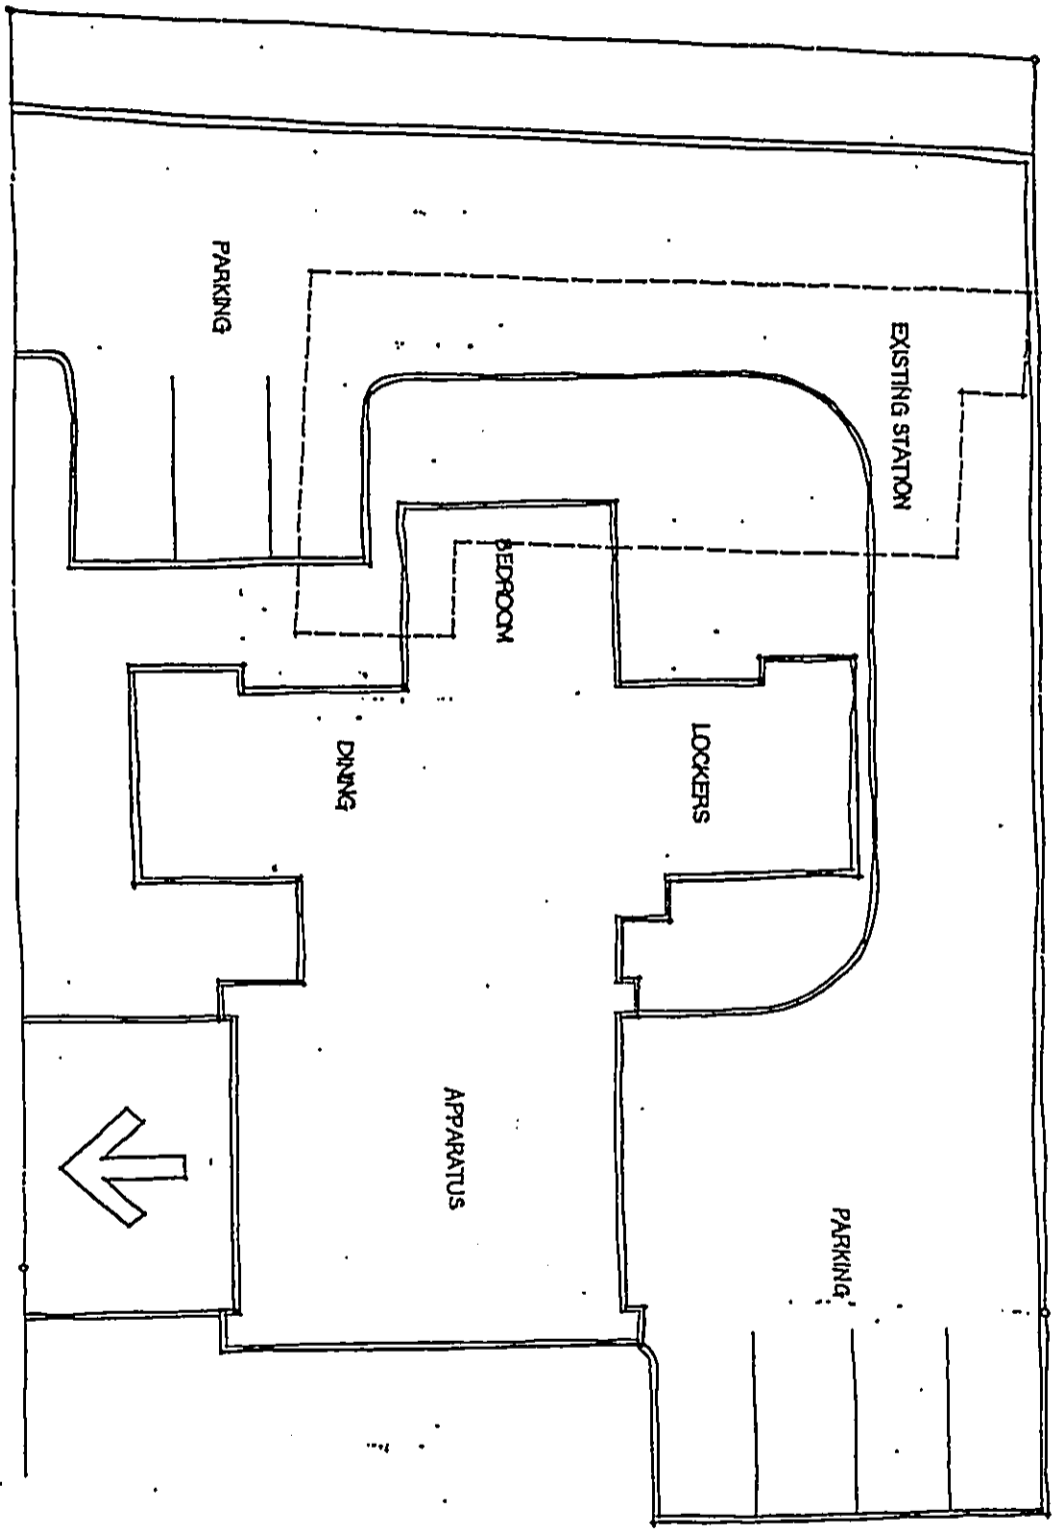 EXISTING STATION
PARKING
BEDROOM
LOCKERS
DINING
APPARATUS
PARKING